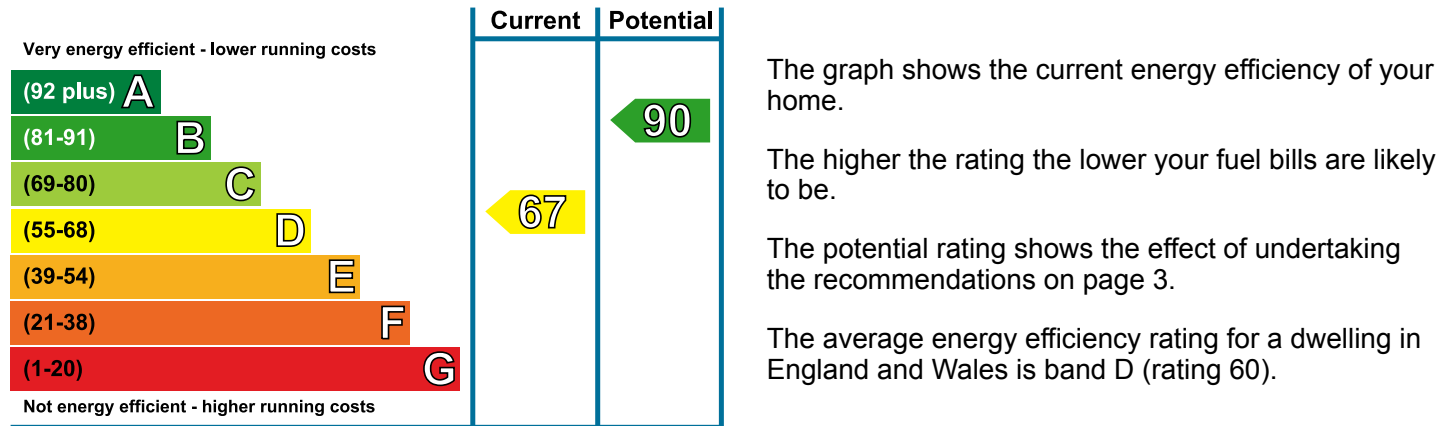 Current Potential
Very energy efficient - lower running costs
(92 plus) A
(81-91) B
(69-80) C
(55-68) D
(39-54) E
(21-38) F
(1-20) G
Not energy efficient - higher running costs
67
90
The graph shows the current energy efficiency of your
home.
The higher the rating the lower your fuel bills are likely
to be.
The potential rating shows the effect of undertaking
the recommendations on page 3.
The average energy efficiency rating for a dwelling in
England and Wales is band D (rating 60).